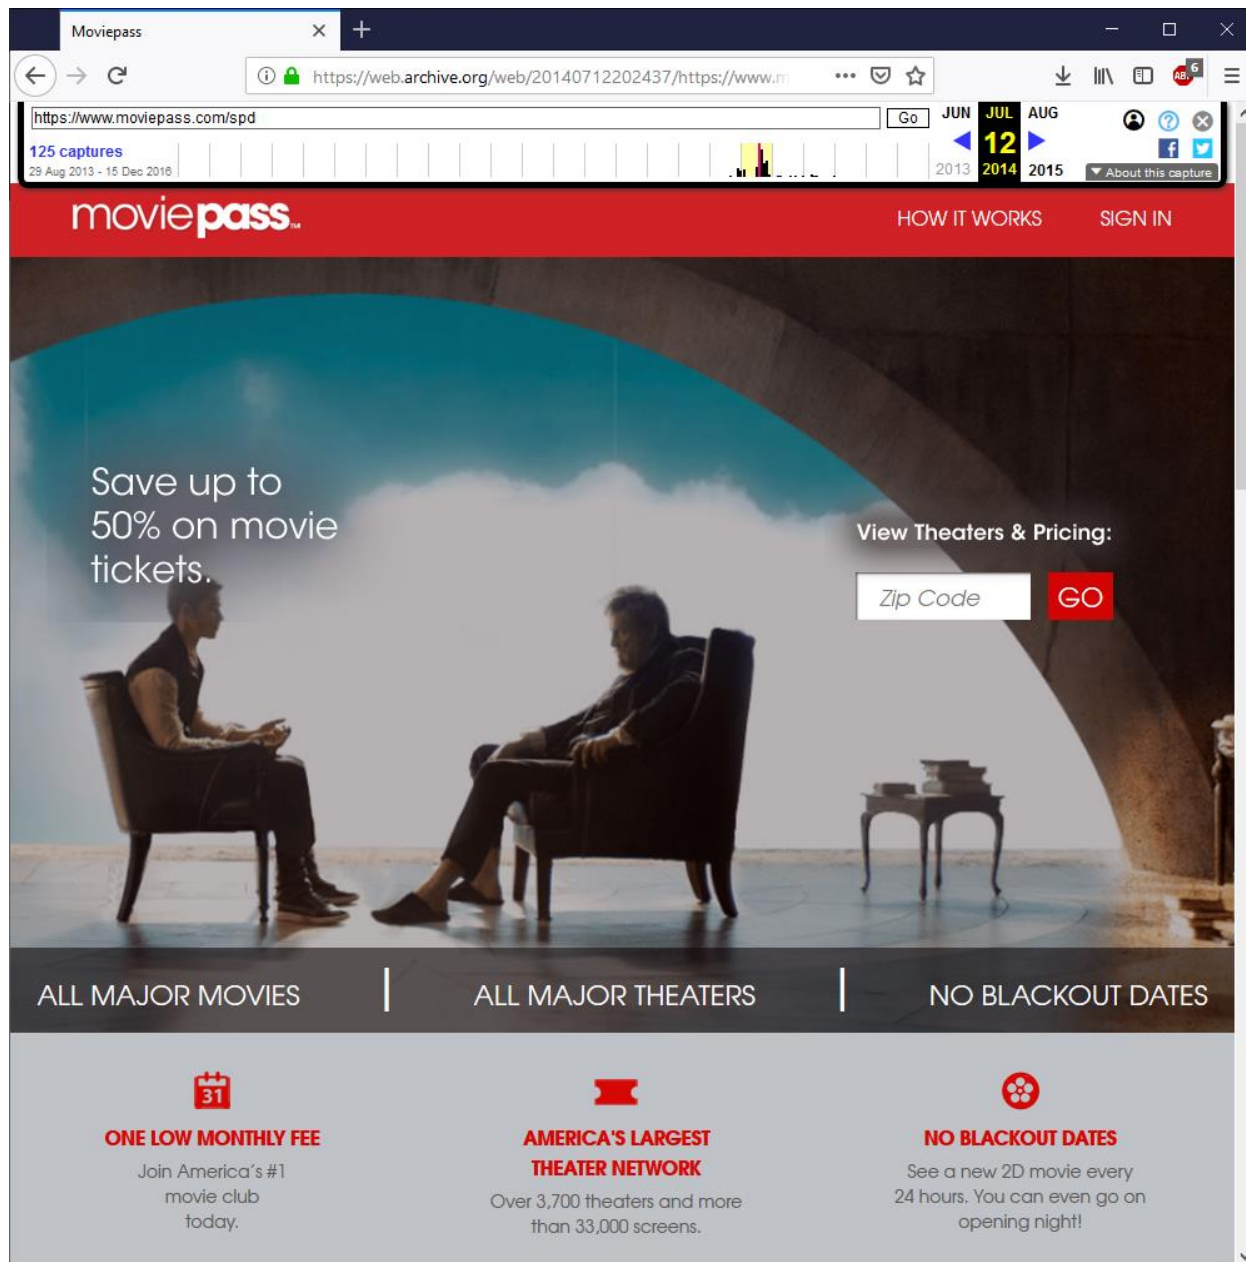 Moviepass
https://web.archive.org/web/20140712202437/https://www.m
6
https://www.moviepass.com/spd
Go
JUN JUL AUG
125 captures
12
29 Aug 2013 - 15 Dec 2016
2013 2014 2015
About this capture
moviepass™
HOW IT WORKS
SIGN IN
Save up to
50% on movie
tickets.
View Theaters & Pricing:
Zip Code
GO
ALL MAJOR MOVIES | ALL MAJOR THEATERS | NO BLACKOUT DATES
31
ONE LOW MONTHLY FEE
Join America's #1
movie club
today.
AMERICA'S LARGEST
THEATER NETWORK
Over 3,700 theaters and more
than 33,000 screens.
NO BLACKOUT DATES
See a new 2D movie every
24 hours. You can even go on
opening night!